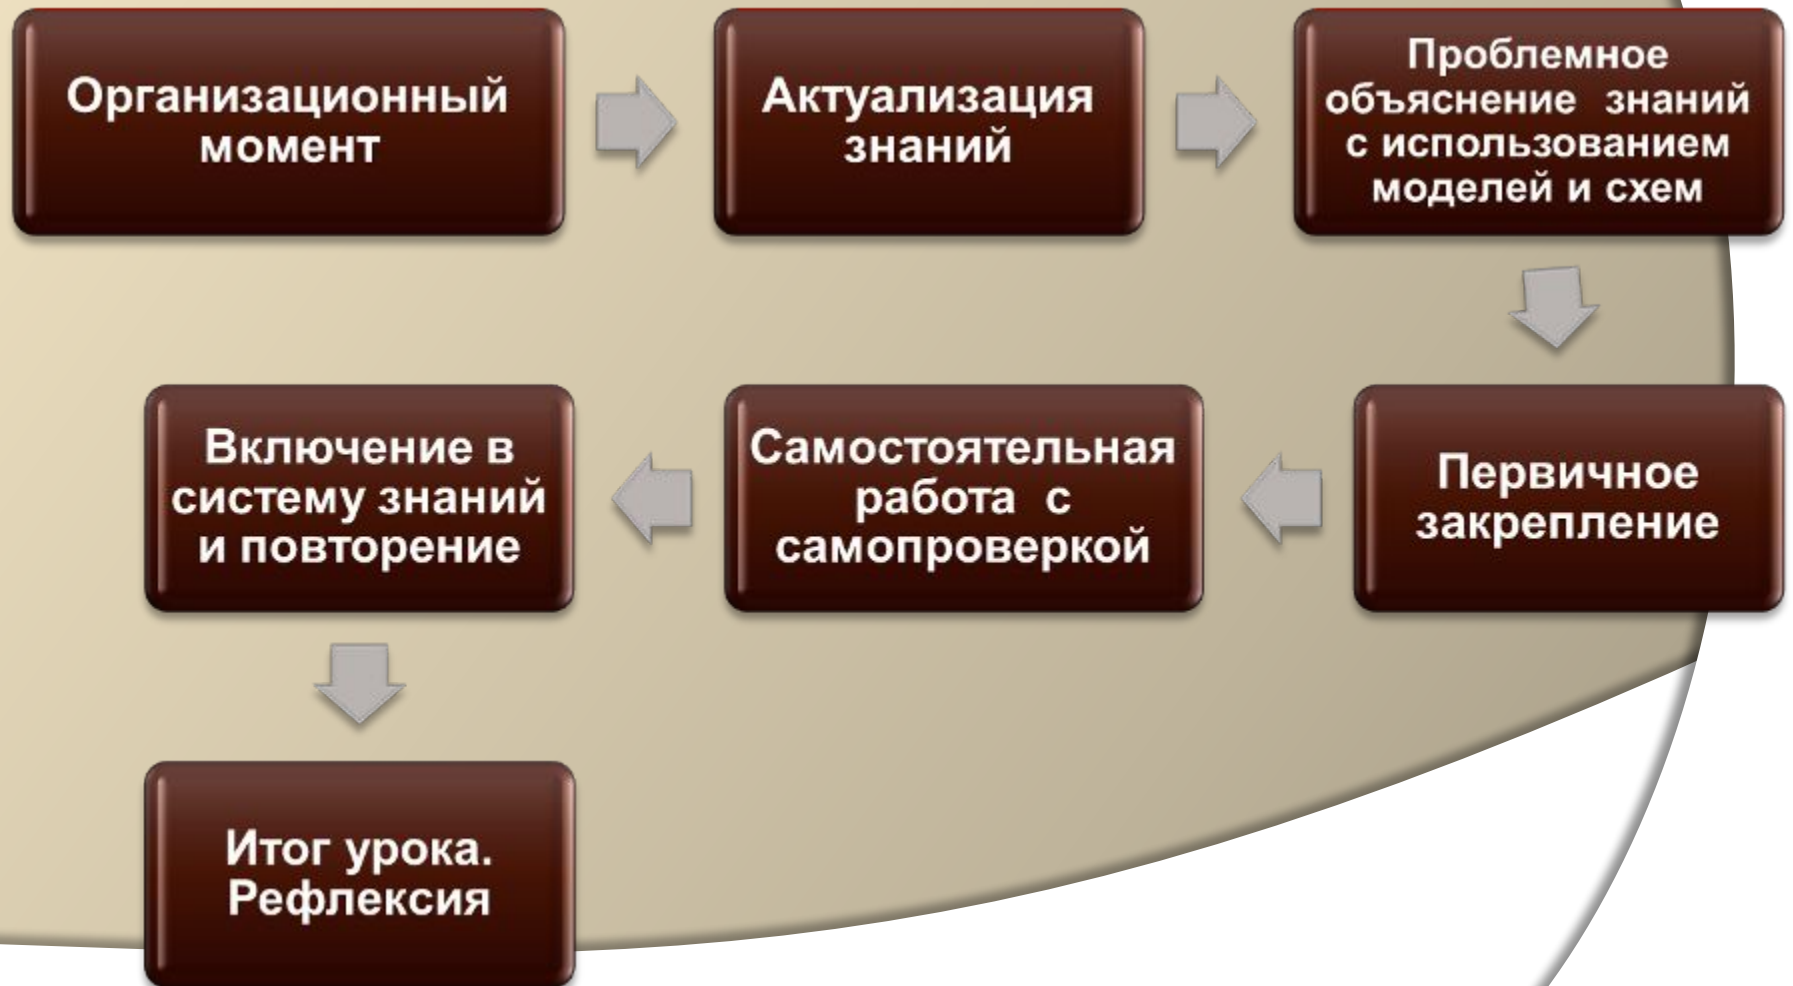 Организационный
момент
Актуализация
знаний
Проблемное
объяснение знаний
с использованием
моделей и схем
Первичное
закрепление
Самостоятельная
работа с
самопроверкой
Включение в
систему знаний
и повторение
Итог урока.
Рефлексия